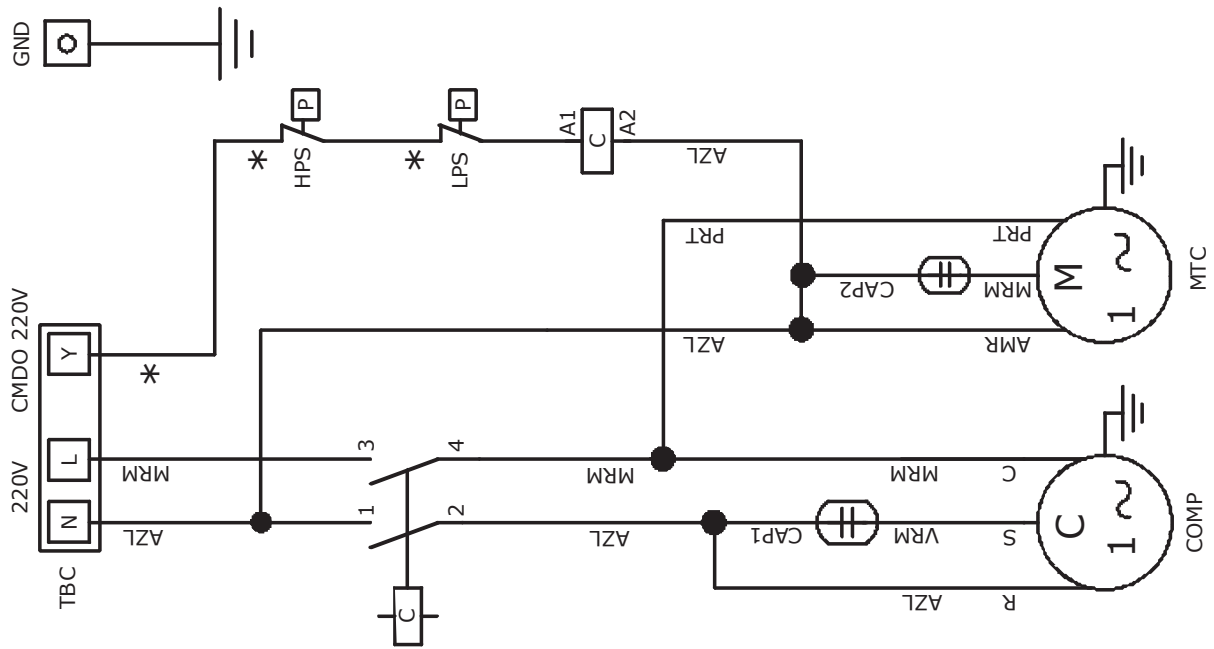 GND
220V
CMDO 220V
TBC
N
L
Y
*
AZL
MRM
*
HPS
P
*
LPS
P
A1
C
A2
AZL
1
3
2
4
C
AZL
MRM
AZL
PRT
CAP1
MRM
CAP2
PRT
AZL
VRM
MRM
AMR
MRM
R
S
C
C
1
COMP
M
1
MTC